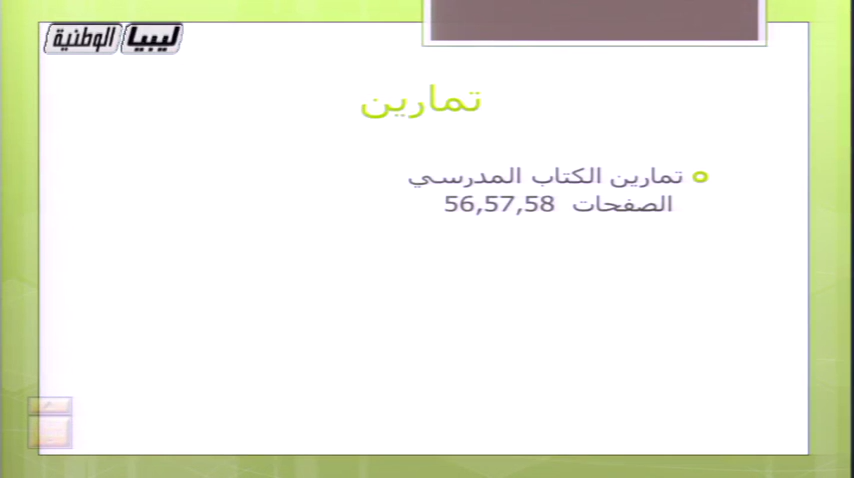 ليبيا الوطنية
تمارين
تمارين الكتاب المدرسي
الصفحات 56,57,58